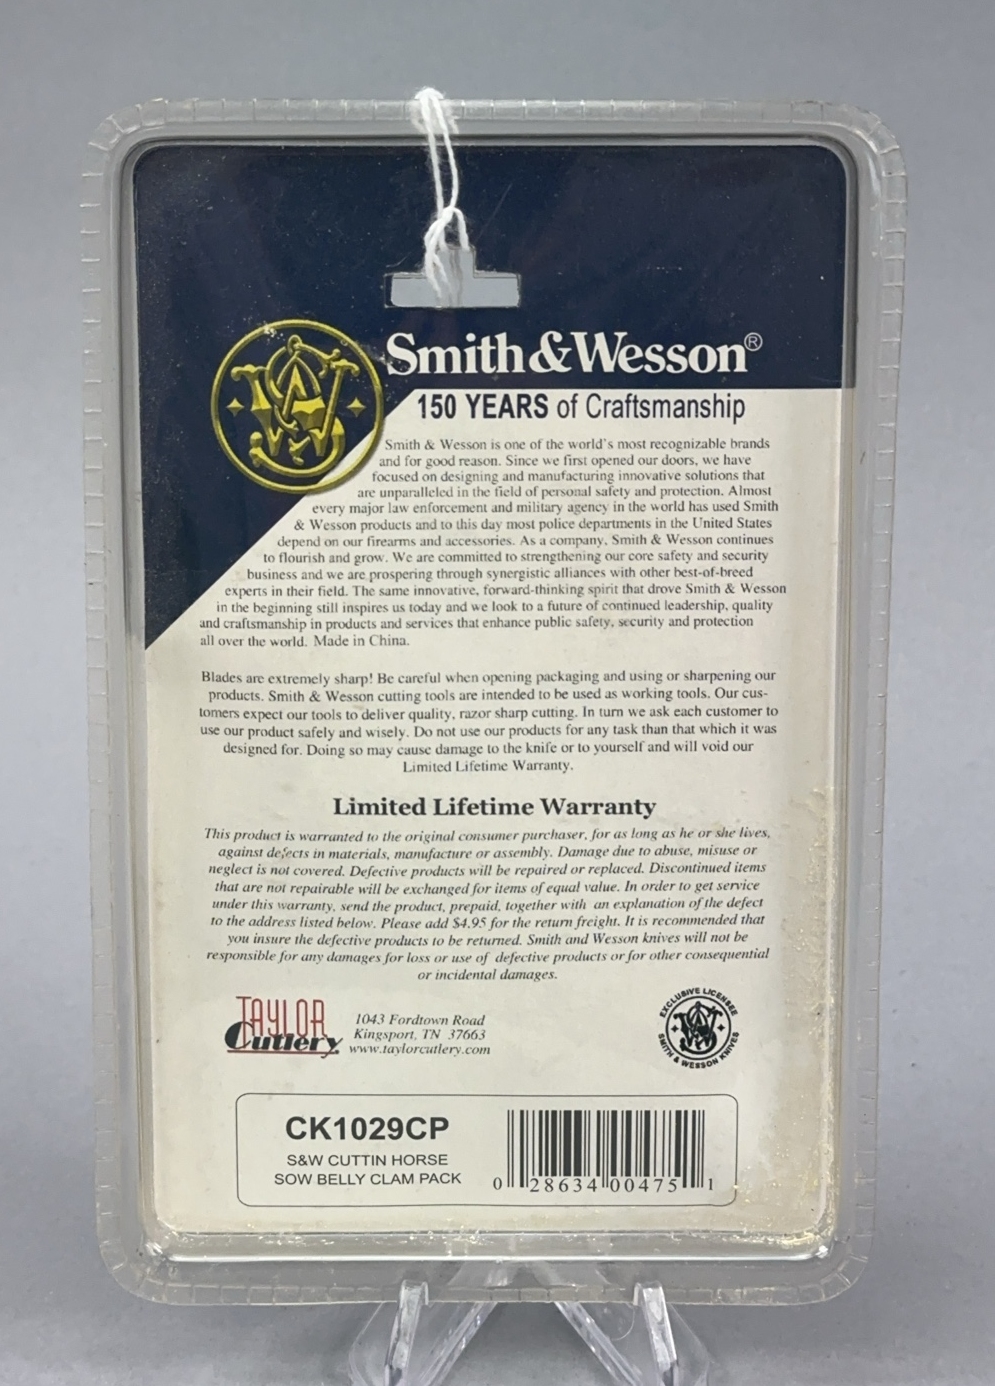 Smith & Wesson®
150 YEARS of Craftsmanship
Smith & Wesson is one of the world's most recognizable brands
and for good reason. Since we first opened our doors, we have
focused on designing and manufacturing innovative solutions that
are unparalleled in the field of personal safety and protection. Almost
every major law enforcement and military agency in the world has used Smith
& Wesson products and to this day most police departments in the United States
depend on our firearms and accessories. As a company, Smith & Wesson continues
to flourish and grow. We are committed to strengthening our core safety and security
business and we are prospering through synergistic alliances with other best-of-breed
experts in their field. The same innovative, forward-thinking spirit that drove Smith & Wesson
in the beginning still inspires us today and we look to a future of continued leadership, quality
and craftsmanship in products and services that enhance public safety, security and protection
all over the world. Made in China.
Blades are extremely sharp! Be careful when opening packaging and using or sharpening our
products. Smith & Wesson cutting tools are intended to be used as working tools. Our cus-
tomers expect our tools to deliver quality, razor sharp cutting. In turn we ask each customer to
use our product safely and wisely. Do not use our products for any task than that which it was
designed for. Doing so may cause damage to the knife or to yourself and will void our
Limited Lifetime Warranty.
Limited Lifetime Warranty
This product is warranted to the original consumer purchaser, for as long as he or she lives,
against defects in materials, manufacture or assembly. Damage due to abuse, misuse or
neglect is not covered. Defective products will be repaired or replaced. Discontinued items
that are not repairable will be exchanged for items of equal value. In order to get service
under this warranty, send the product, prepaid, together with an explanation of the defect
to the address listed below. Please add $4.95 for the return freight. It is recommended that
you insure the defective products to be returned. Smith and Wesson knives will not be
responsible for any damages for loss or use of defective products or for other consequential
or incidental damages.
TAYLOR
Cutlery
1043 Fordtown Road
Kingsport, TN 37663
www.taylorcutlery.com
EXCLUSIVE LICENSEE
SMITH & WESSON KNIVES
CK1029CP
S&W CUTTIN HORSE
SOW BELLY CLAM PACK
0 28634 00475 1